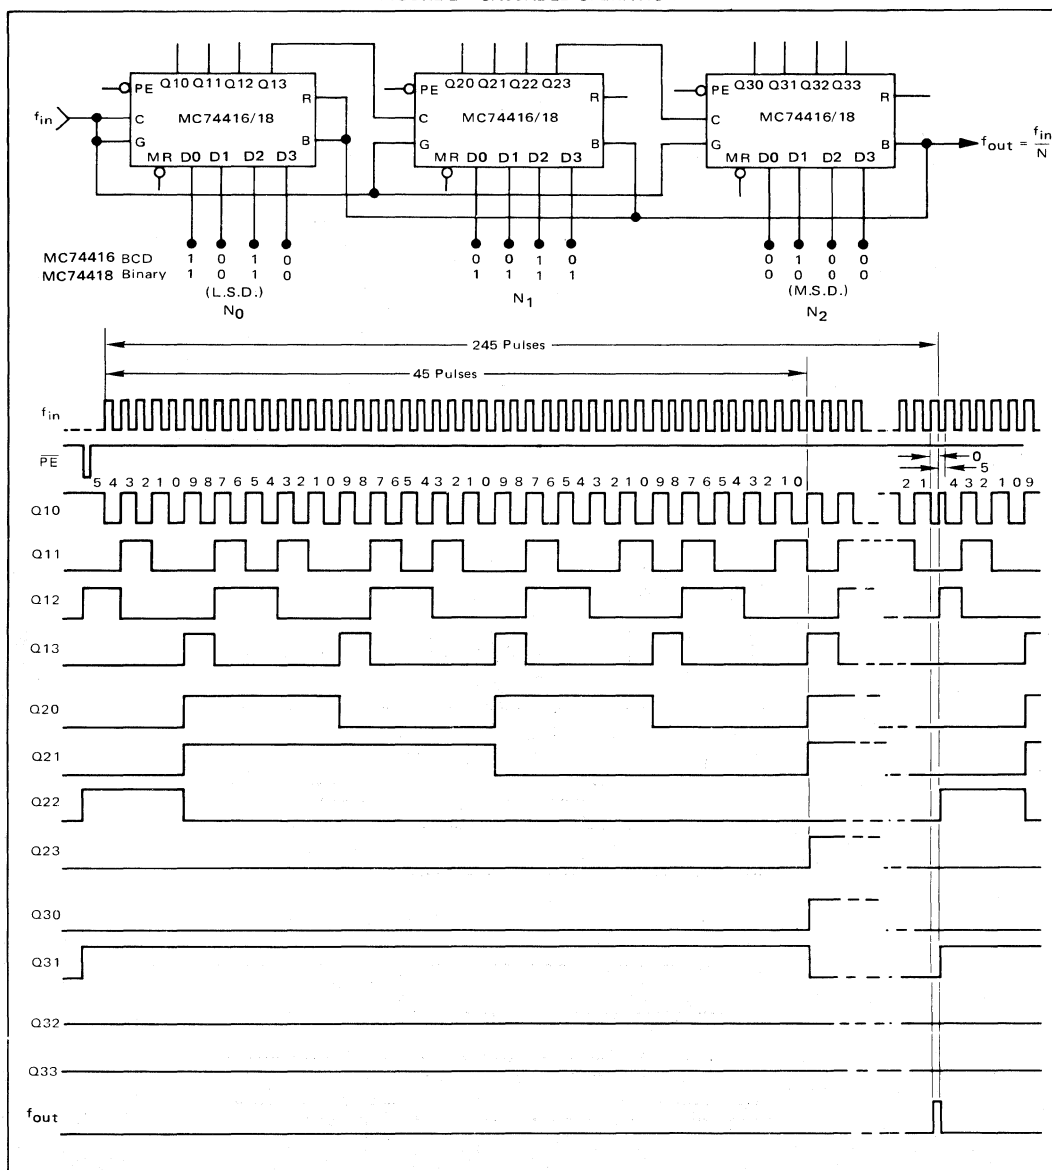 PE Q10 Q11 Q12 Q13 R
f_in C MC74416/18
G B
MR D0 D1 D2 D3
PE Q20 Q21 Q22 Q23 R
C MC74416/18
G B
MR D0 D1 D2 D3
PE Q30 Q31 Q32 Q33 R
C MC74416/18
G B
MR D0 D1 D2 D3
f_out = f_in/N
MC74416 BCD 1 0 1 0 0 0 1 0 0 1 0 0
MC74418 Binary 1 0 1 0 1 1 1 1 0 0 0 0
(L.S.D.) (M.S.D.)
N0 N1 N2
245 Pulses
45 Pulses
f_in
P̅E̅
0
5
5 4 3 2 1 0 9 8 7 6 5 4 3 2 1 0 9 8 7 6 5 4 3 2 1 0 9 8 7 6 5 4 3 2 1 0 9 8 7 6 5 4 3 2 1 0 2 1 4 3 2 1 0 9
Q10
Q11
Q12
Q13
Q20
Q21
Q22
Q23
Q30
Q31
Q32
Q33
f_out